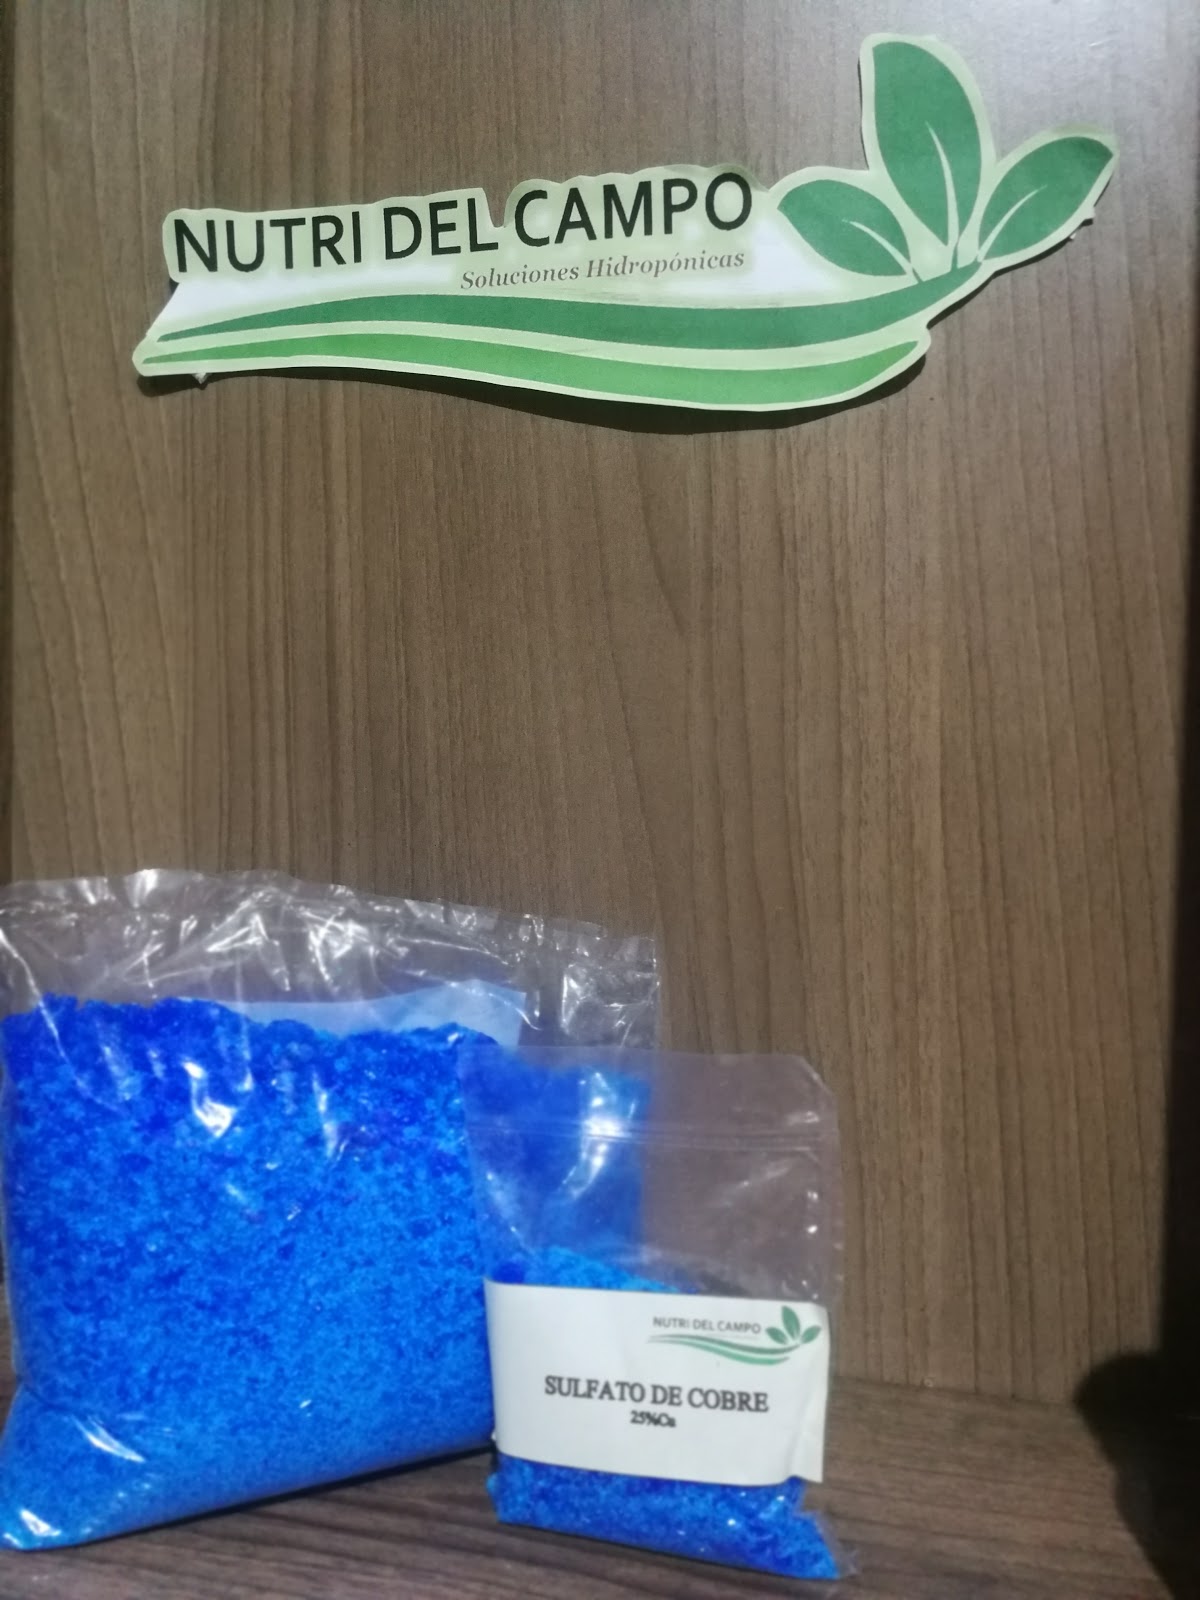 NUTRI DEL CAMPO
Soluciones Hidropónicas
NUTRI DEL CAMPO
SULFATO DE COBRE
25%Cu